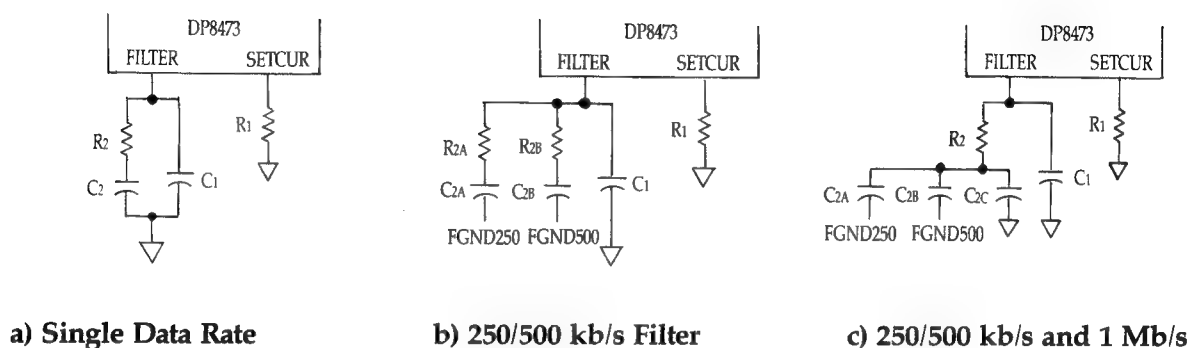 DP8473
FILTER SETCUR
R2
C2
C1
R1
a) Single Data Rate
DP8473
FILTER SETCUR
R2A
R2B
C2A
C2B
C1
R1
FGND250 FGND500
b) 250/500 kb/s Filter
DP8473
FILTER SETCUR
R2
R1
C2A
C2B
C2C
C1
FGND250 FGND500
c) 250/500 kb/s and 1 Mb/s